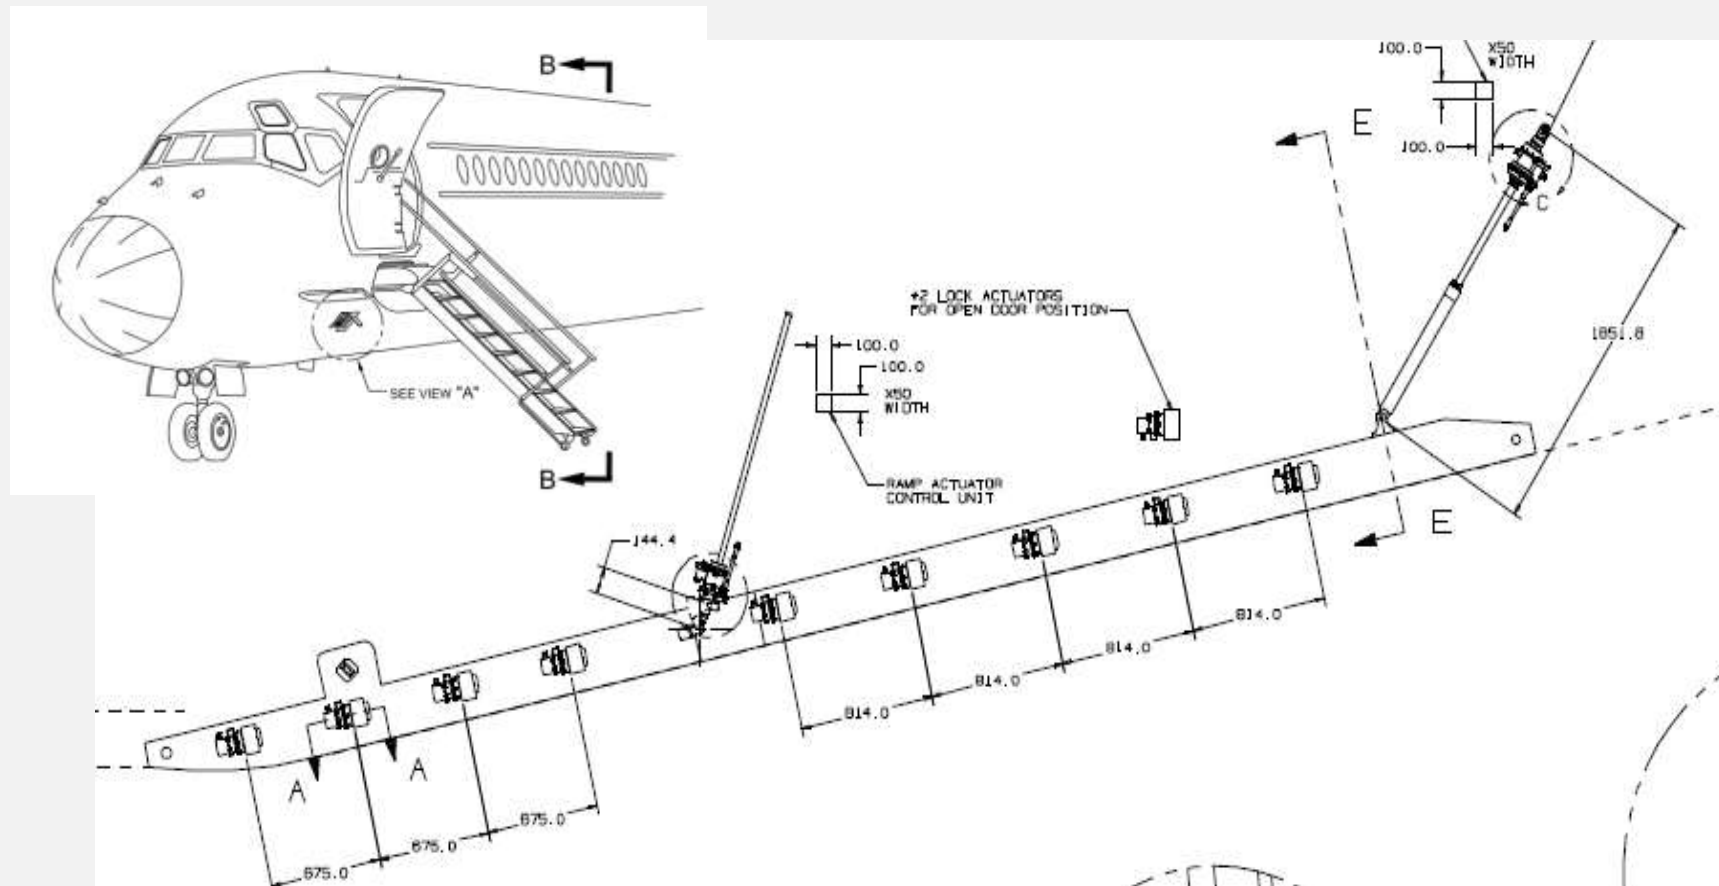 B
SEE VIEW "A"
B
100.0
X50
WIDTH
100.0
E
C
1851.8
+2 LOCK ACTUATORS
FOR OPEN DOOR POSITION
100.0
100.0
X50
WIDTH
RAMP ACTUATOR
CONTROL UNIT
E
144.4
814.0
814.0
814.0
814.0
A
A
675.0
675.0
675.0